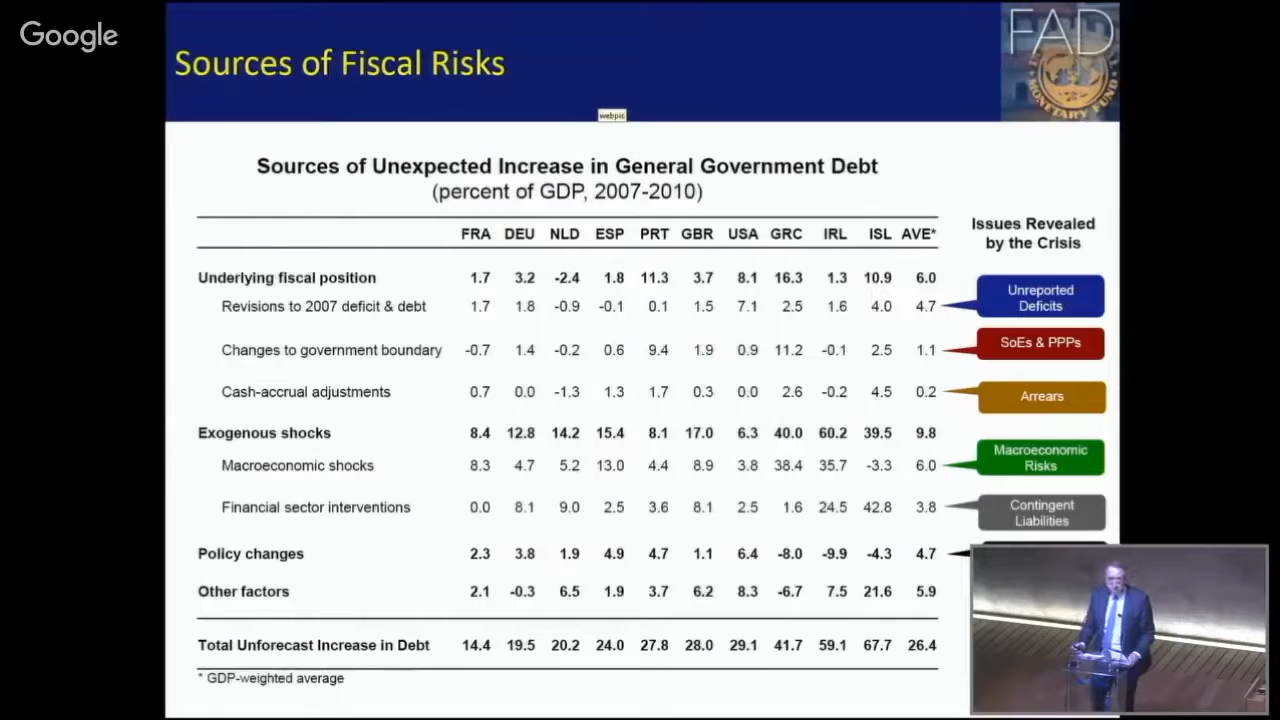 Google
Sources of Fiscal Risks
FAD
MONETARY FUND
webpic
Sources of Unexpected Increase in General Government Debt
(percent of GDP, 2007-2010)
FRA DEU NLD ESP PRT GBR USA GRC IRL ISL AVE*
Issues Revealed
by the Crisis
Underlying fiscal position 1.7 3.2 -2.4 1.8 11.3 3.7 8.1 16.3 1.3 10.9 6.0
Revisions to 2007 deficit & debt 1.7 1.8 -0.9 -0.1 0.1 1.5 7.1 2.5 1.6 4.0 4.7
Unreported
Deficits
Changes to government boundary -0.7 1.4 -0.2 0.6 9.4 1.9 0.9 11.2 -0.1 2.5 1.1
SoEs & PPPs
Cash-accrual adjustments 0.7 0.0 -1.3 1.3 1.7 0.3 0.0 2.6 -0.2 4.5 0.2
Arrears
Exogenous shocks 8.4 12.8 14.2 15.4 8.1 17.0 6.3 40.0 60.2 39.5 9.8
Macroeconomic shocks 8.3 4.7 5.2 13.0 4.4 8.9 3.8 38.4 35.7 -3.3 6.0
Macroeconomic
Risks
Financial sector interventions 0.0 8.1 9.0 2.5 3.6 8.1 2.5 1.6 24.5 42.8 3.8
Contingent
Liabilities
Policy changes 2.3 3.8 1.9 4.9 4.7 1.1 6.4 -8.0 -9.9 -4.3 4.7
Other factors 2.1 -0.3 6.5 1.9 3.7 6.2 8.3 -6.7 7.5 21.6 5.9
Total Unforecast Increase in Debt 14.4 19.5 20.2 24.0 27.8 28.0 29.1 41.7 59.1 67.7 26.4
* GDP-weighted average